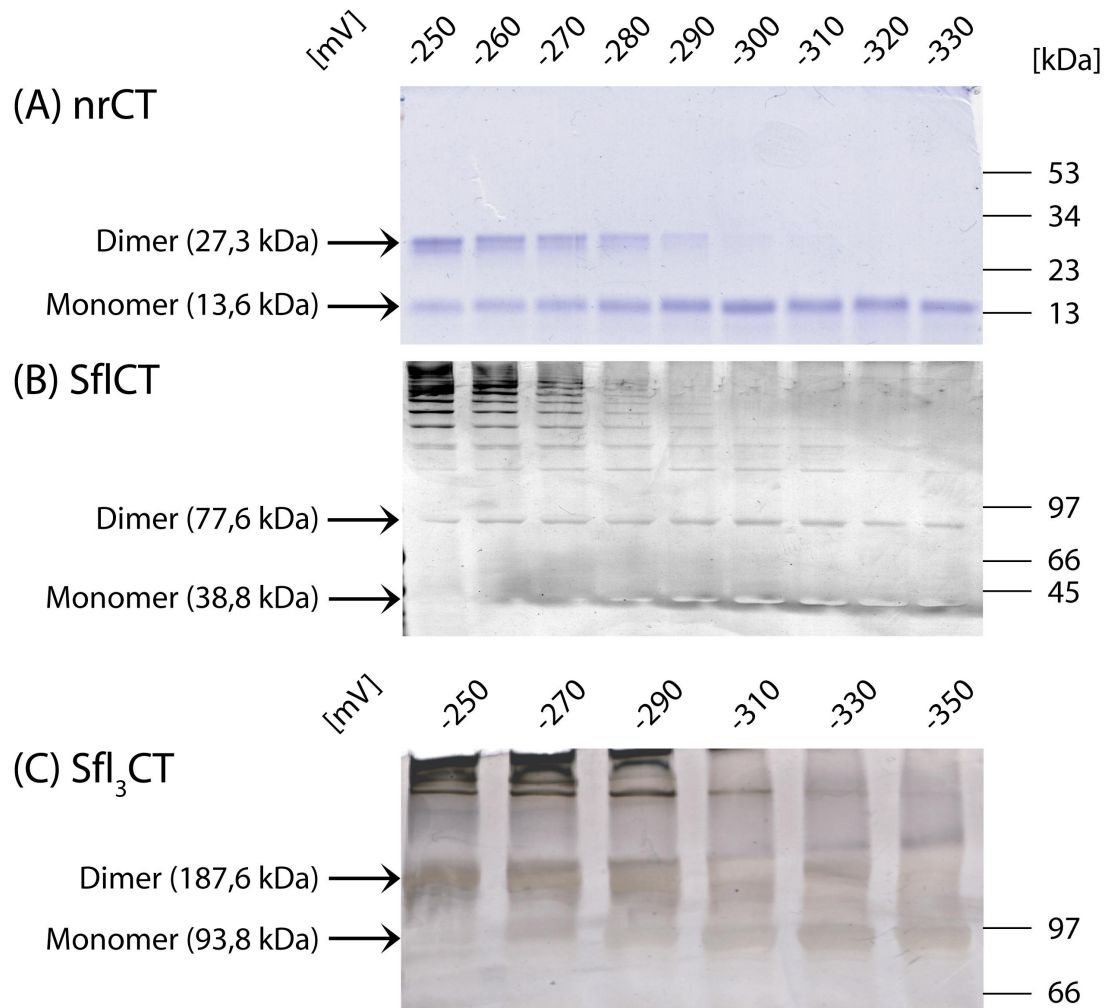 [mV] -250 -260 -270 -280 -290 -300 -310 -320 -330 [kDa]
(A) nrCT
53
34
Dimer (27,3 kDa)
23
Monomer (13,6 kDa)
13
(B) SflCT
97
Dimer (77,6 kDa)
66
45
Monomer (38,8 kDa)
[mV] -250 -270 -290 -310 -330 -350
(C) Sfl3CT
Dimer (187,6 kDa)
97
Monomer (93,8 kDa)
66